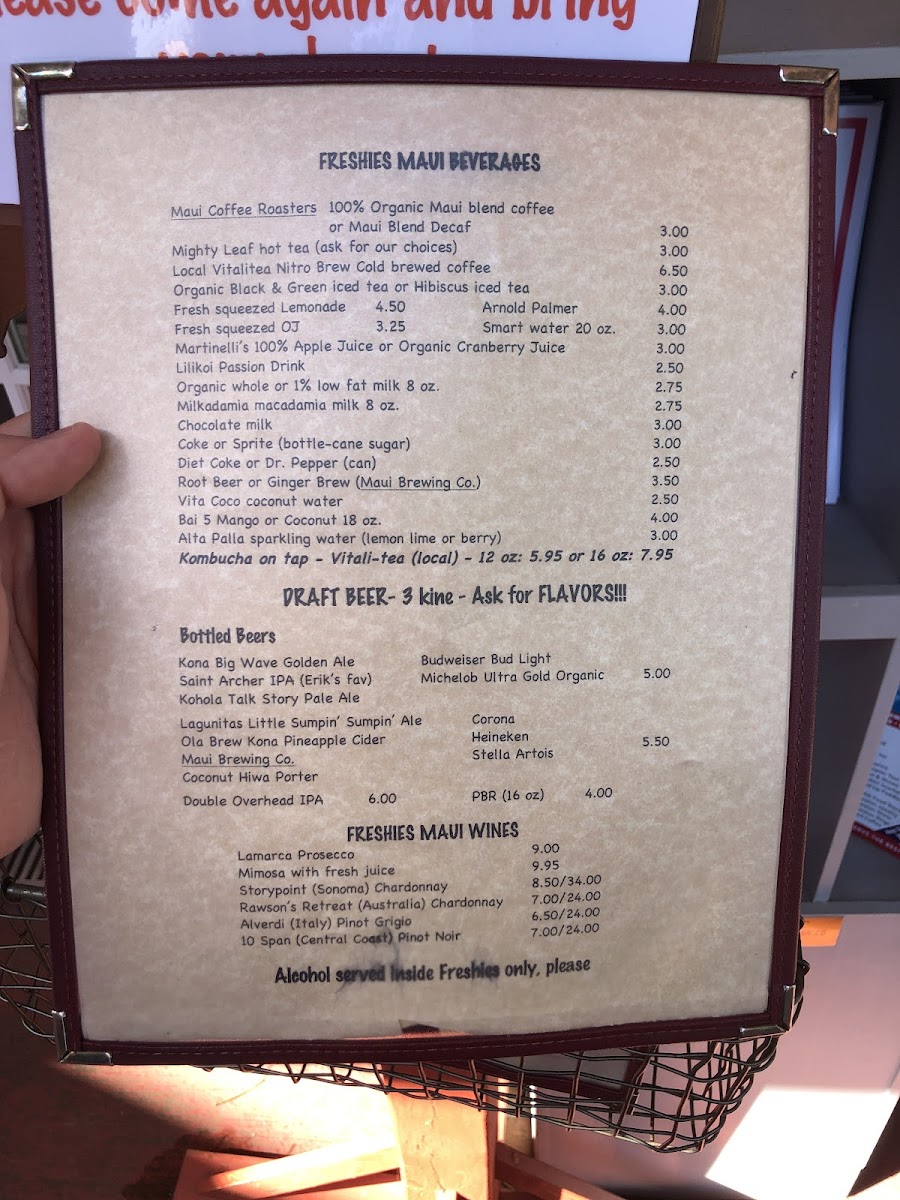 ease come again and bring
FRESHIES MAUI BEVERAGES
Maui Coffee Roasters 100% Organic Maui blend coffee
or Maui Blend Decaf 3.00
Mighty Leaf hot tea (ask for our choices) 3.00
Local Vitalitea Nitro Brew Cold brewed coffee 6.50
Organic Black & Green iced tea or Hibiscus iced tea 3.00
Fresh squeezed Lemonade 4.50 Arnold Palmer 4.00
Fresh squeezed OJ 3.25 Smart water 20 oz. 3.00
Martinelli's 100% Apple Juice or Organic Cranberry Juice 3.00
Lilikoi Passion Drink 2.50
Organic whole or 1% low fat milk 8 oz. 2.75
Milkadamia macadamia milk 8 oz. 2.75
Chocolate milk 3.00
Coke or Sprite (bottle-cane sugar) 3.00
Diet Coke or Dr. Pepper (can) 2.50
Root Beer or Ginger Brew (Maui Brewing Co.) 3.50
Vita Coco coconut water 2.50
Bai 5 Mango or Coconut 18 oz. 4.00
Alta Palla sparkling water (lemon lime or berry) 3.00
Kombucha on tap - Vitali-tea (local) - 12 oz: 5.95 or 16 oz: 7.95
DRAFT BEER- 3 kine - Ask for FLAVORS!!!
Bottled Beers
Kona Big Wave Golden Ale Budweiser Bud Light
Saint Archer IPA (Erik's fav) Michelob Ultra Gold Organic 5.00
Kohola Talk Story Pale Ale
Lagunitas Little Sumpin' Sumpin' Ale Corona
Ola Brew Kona Pineapple Cider Heineken 5.50
Maui Brewing Co. Stella Artois
Coconut Hiwa Porter
Double Overhead IPA 6.00 PBR (16 oz) 4.00
FRESHIES MAUI WINES
Lamarca Prosecco 9.00
Mimosa with fresh juice 9.95
Storypoint (Sonoma) Chardonnay 8.50/34.00
Rawson's Retreat (Australia) Chardonnay 7.00/24.00
Alverdi (Italy) Pinot Grigio 6.50/24.00
10 Span (Central Coast) Pinot Noir 7.00/24.00
Alcohol served inside Freshies only, please